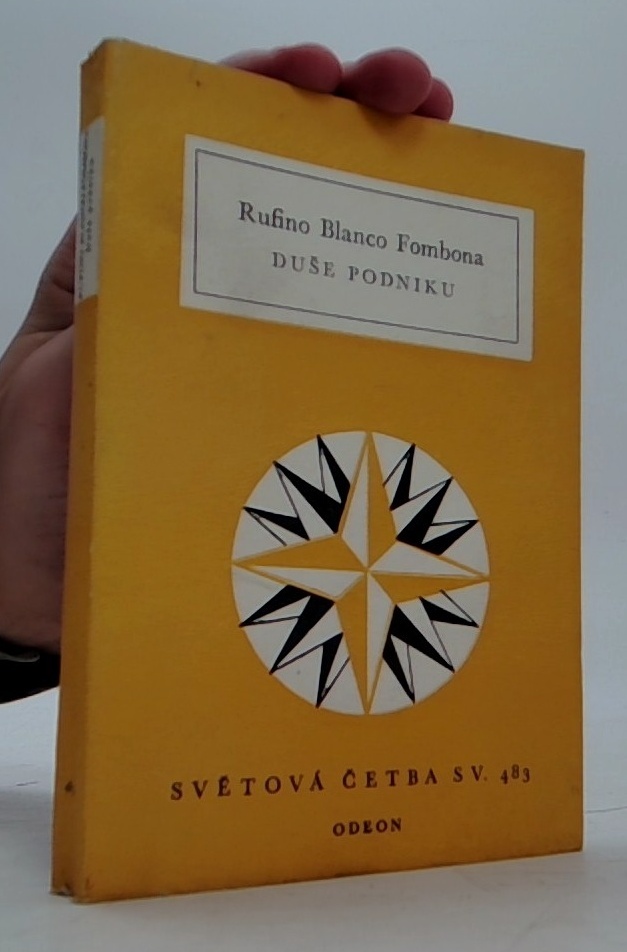 Rufino Blanco Fombona
DUŠE PODNIKU
SVĚTOVÁ ČETBA SV. 483
ODEON